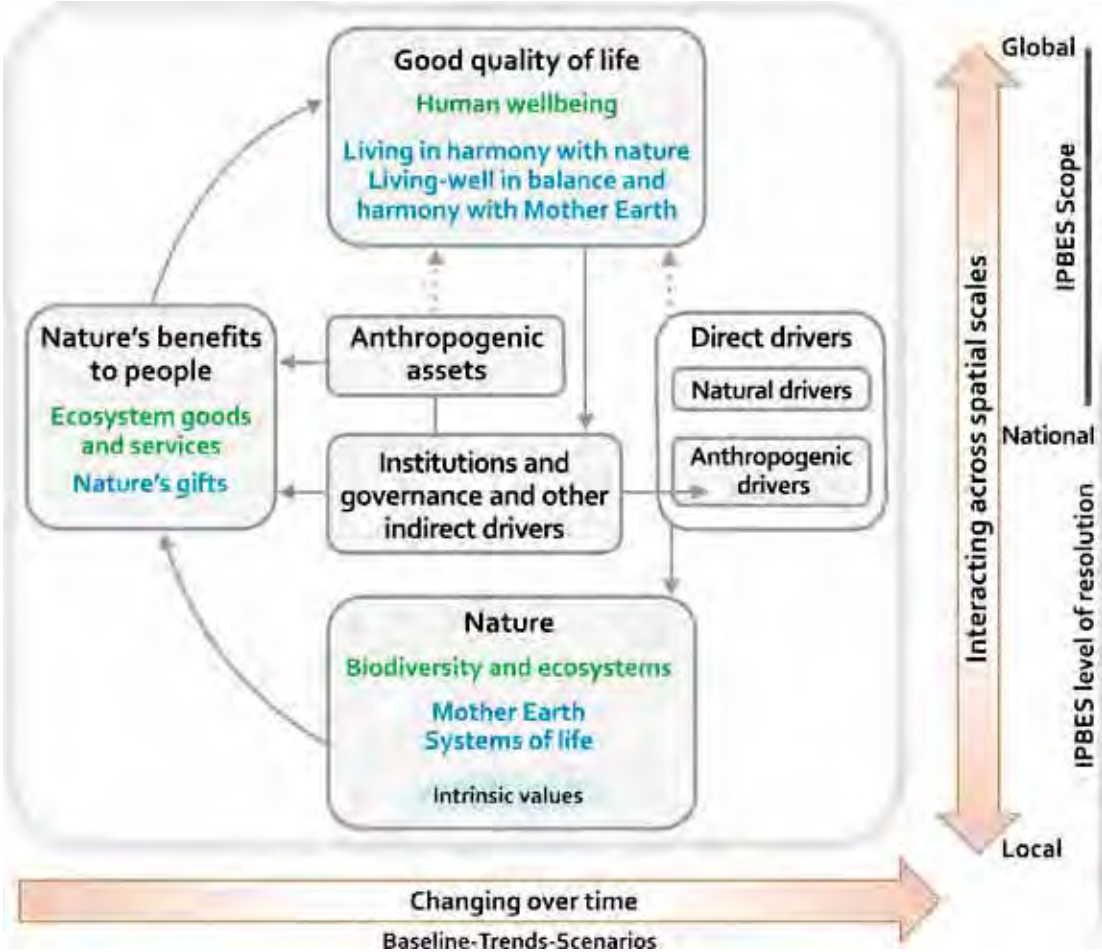 Good quality of life
Human wellbeing
Living in harmony with nature
Living-well in balance and
harmony with Mother Earth
Nature's benefits
to people
Ecosystem goods
and services
Nature's gifts
Anthropogenic
assets
Institutions and
governance and other
indirect drivers
Direct drivers
Natural drivers
Anthropogenic
drivers
Nature
Biodiversity and ecosystems
Mother Earth
Systems of life
Intrinsic values
Changing over time
Baseline-Trends-Scenarios
Interacting across spatial scales
Global
IPBES Scope
National
IPBES level of resolution
Local